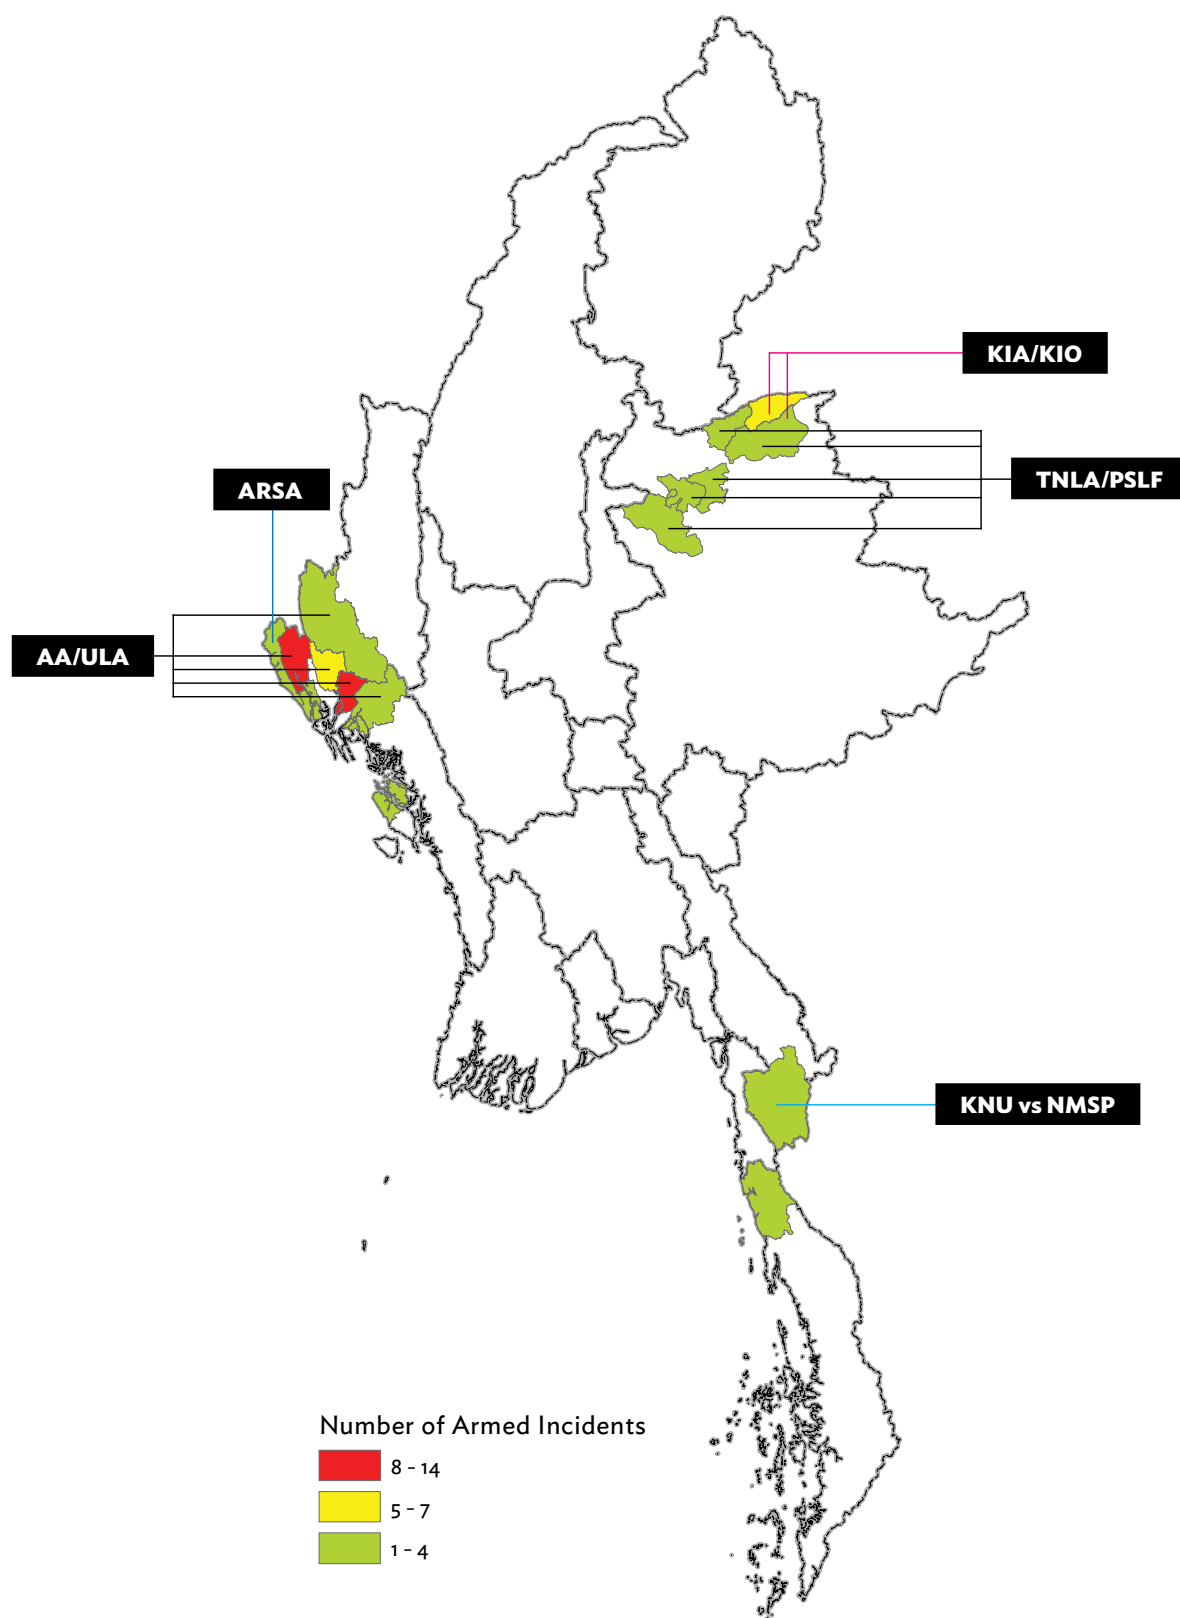 KIA/KIO
TNLA/PSLF
ARSA
AA/ULA
KNU vs NMSP
Number of Armed Incidents
8 - 14
5 - 7
1 - 4